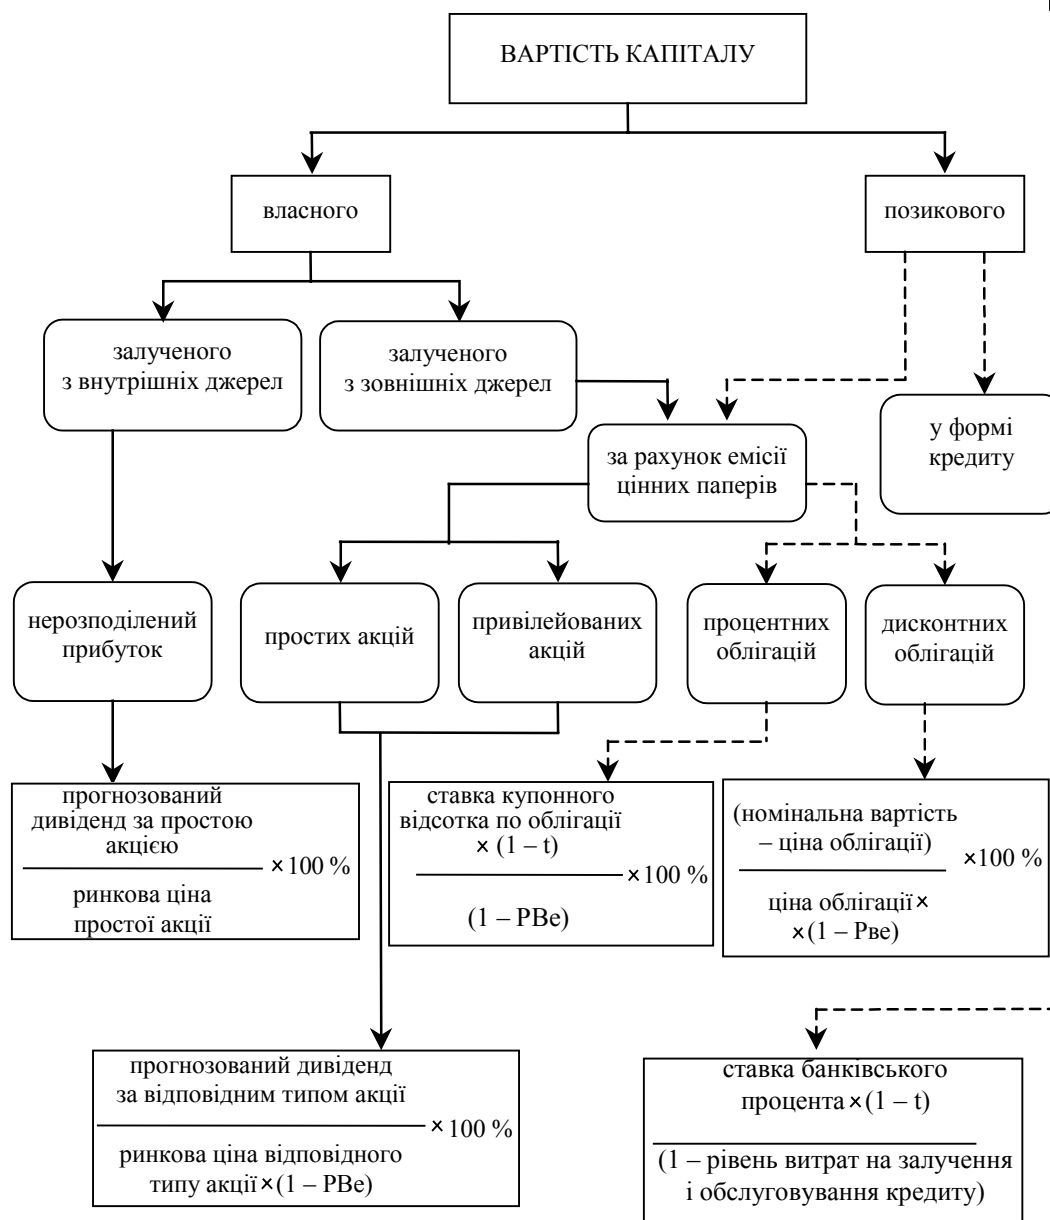 ВАРТІСТЬ КАПІТАЛУ
власного
позикового
залученого
з внутрішніх джерел
залученого
з зовнішніх джерел
у формі
кредиту
за рахунок емісії
цінних паперів
нерозподілений
прибуток
простих акцій
привілейованих
акцій
процентних
облігацій
дисконтних
облігацій
прогнозований
дивіденд за простою
акцією
× 100 %
ринкова ціна
простої акції
ставка купонного
відсотка по облігації
× (1 – t)
× 100 %
(1 – РВе)
(номінальна вартість
– ціна облігації)
× 100 %
ціна облігації ×
× (1 – Рве)
прогнозований дивіденд
за відповідним типом акції
× 100 %
ринкова ціна відповідного
типу акції × (1 – РВе)
ставка банківського
процента × (1 – t)
(1 – рівень витрат на залучення
і обслуговування кредиту)